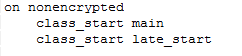 on nonencrypted
    class_start main
    class_start late_start